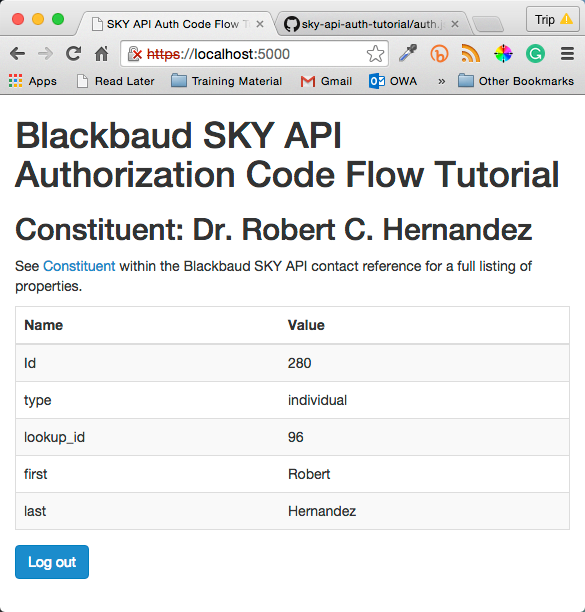 SKY API Auth Code Flow T
sky-api-auth-tutorial/auth.j
Trip
https://localhost:5000
Apps Read Later Training Material Gmail OWA » Other Bookmarks
Blackbaud SKY API
Authorization Code Flow Tutorial
Constituent: Dr. Robert C. Hernandez
See Constituent within the Blackbaud SKY API contact reference for a full listing of
properties.
Name Value
Id 280
type individual
lookup_id 96
first Robert
last Hernandez
Log out